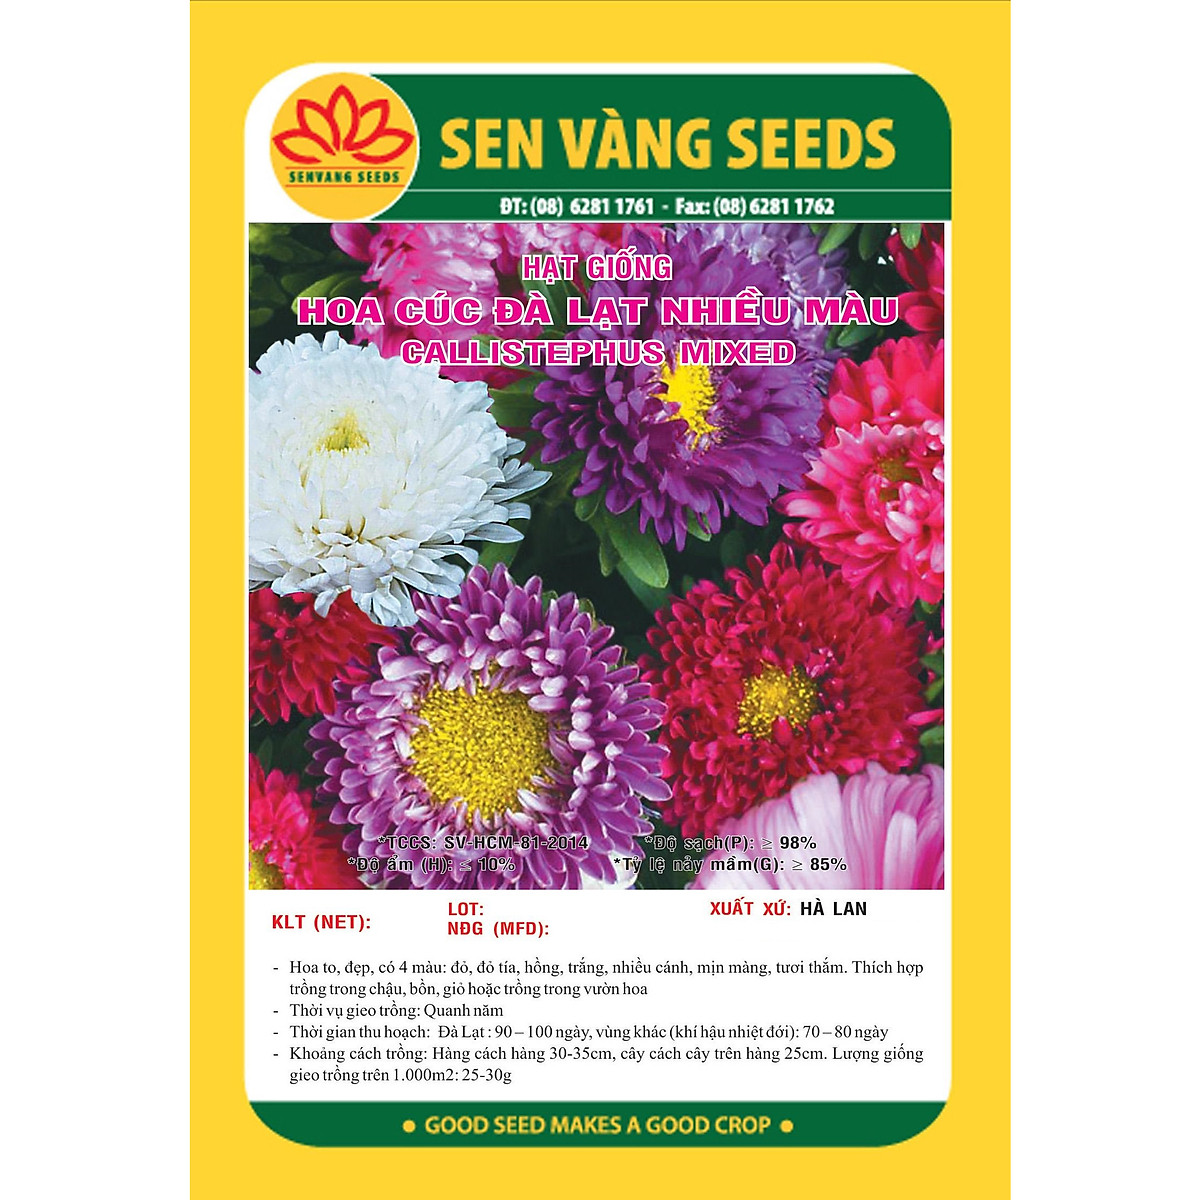 SENVANG SEEDS
SEN VÀNG SEEDS
ĐT: (08) 6281 1761 - Fax: (08) 6281 1762
HẠT GIỐNG
HOA CÚC ĐÀ LẠT NHIỀU MÀU
CALLISTEPHUS MIXED
*TCCS: SV-HCM-81-2014 *Độ sạch(P): ≥ 98%
*Độ ẩm (H): ≤ 10% *Tỷ lệ nảy mầm(G): ≥ 85%
KLT (NET):
LOT:
NĐG (MFD):
XUẤT XỨ: HÀ LAN
- Hoa to, đẹp, có 4 màu: đỏ, đỏ tía, hồng, trắng, nhiều cánh, mịn màng, tươi thắm. Thích hợp
trồng trong chậu, bồn, giỏ hoặc trồng trong vườn hoa
- Thời vụ gieo trồng: Quanh năm
- Thời gian thu hoạch: Đà Lạt : 90 – 100 ngày, vùng khác (khí hậu nhiệt đới): 70 – 80 ngày
- Khoảng cách trồng: Hàng cách hàng 30-35cm, cây cách cây trên hàng 25cm. Lượng giống
gieo trồng trên 1.000m2: 25-30g
• GOOD SEED MAKES A GOOD CROP •